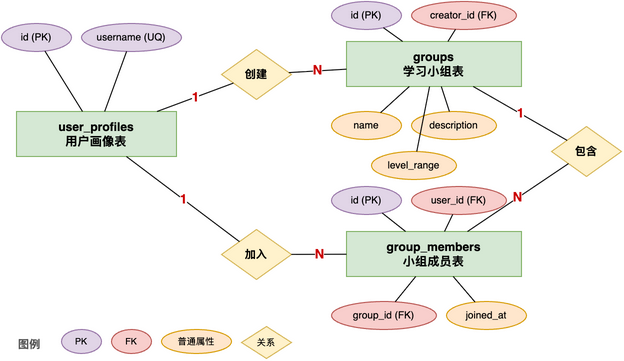 id (PK)
creator_id (FK)
id (PK)
username (UQ)
groups
学习小组表
创建
N
1
user_profiles
用户画像表
name
description
level_range
1
包含
1
id (PK)
user_id (FK)
N
group_members
小组成员表
加入
N
group_id (FK)
joined_at
图例
PK
FK
普通属性
关系